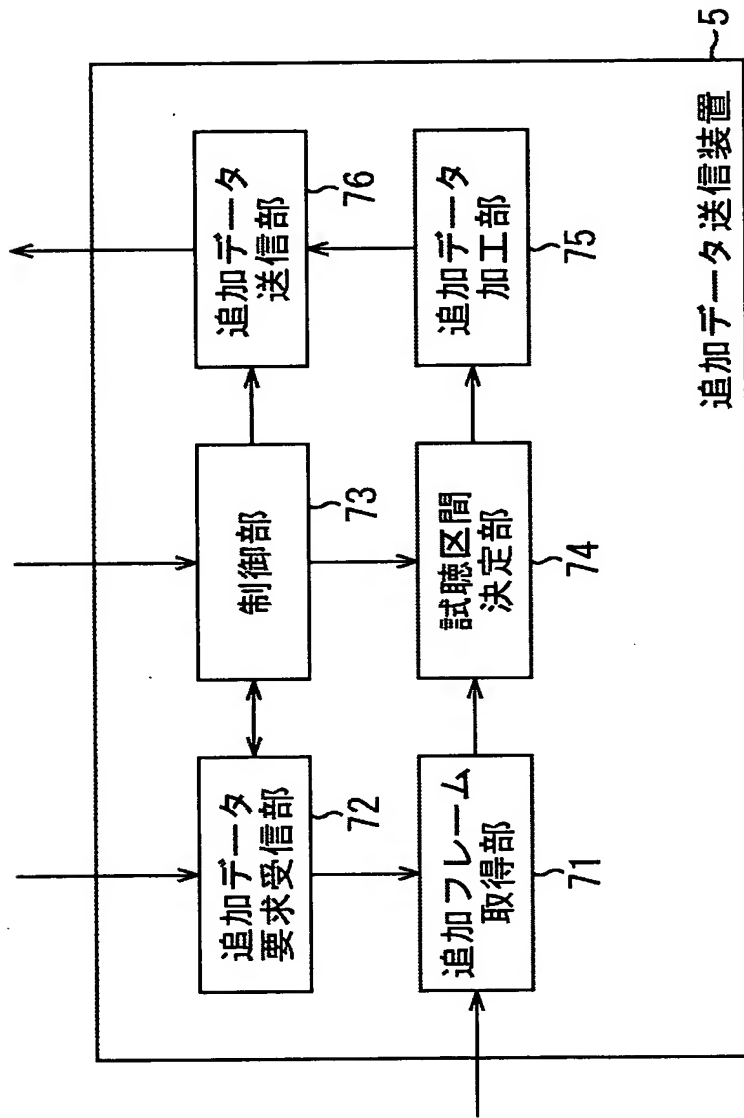 追加データ
要求受信部
72
制御部
73
追加データ
送信部
76
追加フレーム
取得部
71
試聴区間
決定部
74
追加データ
加工部
75
追加データ送信装置
5